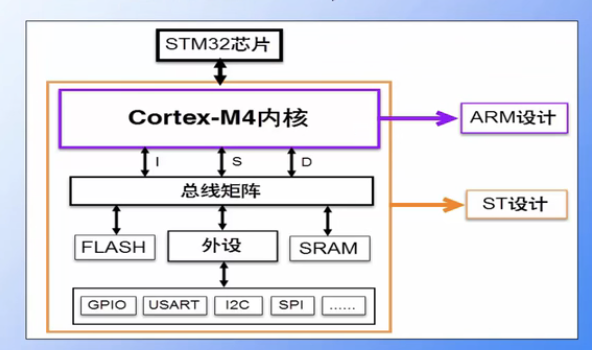 STM32芯片
Cortex-M4内核
ARM设计
I
S
D
总线矩阵
ST设计
FLASH
外设
SRAM
GPIO
USART
I2C
SPI
......